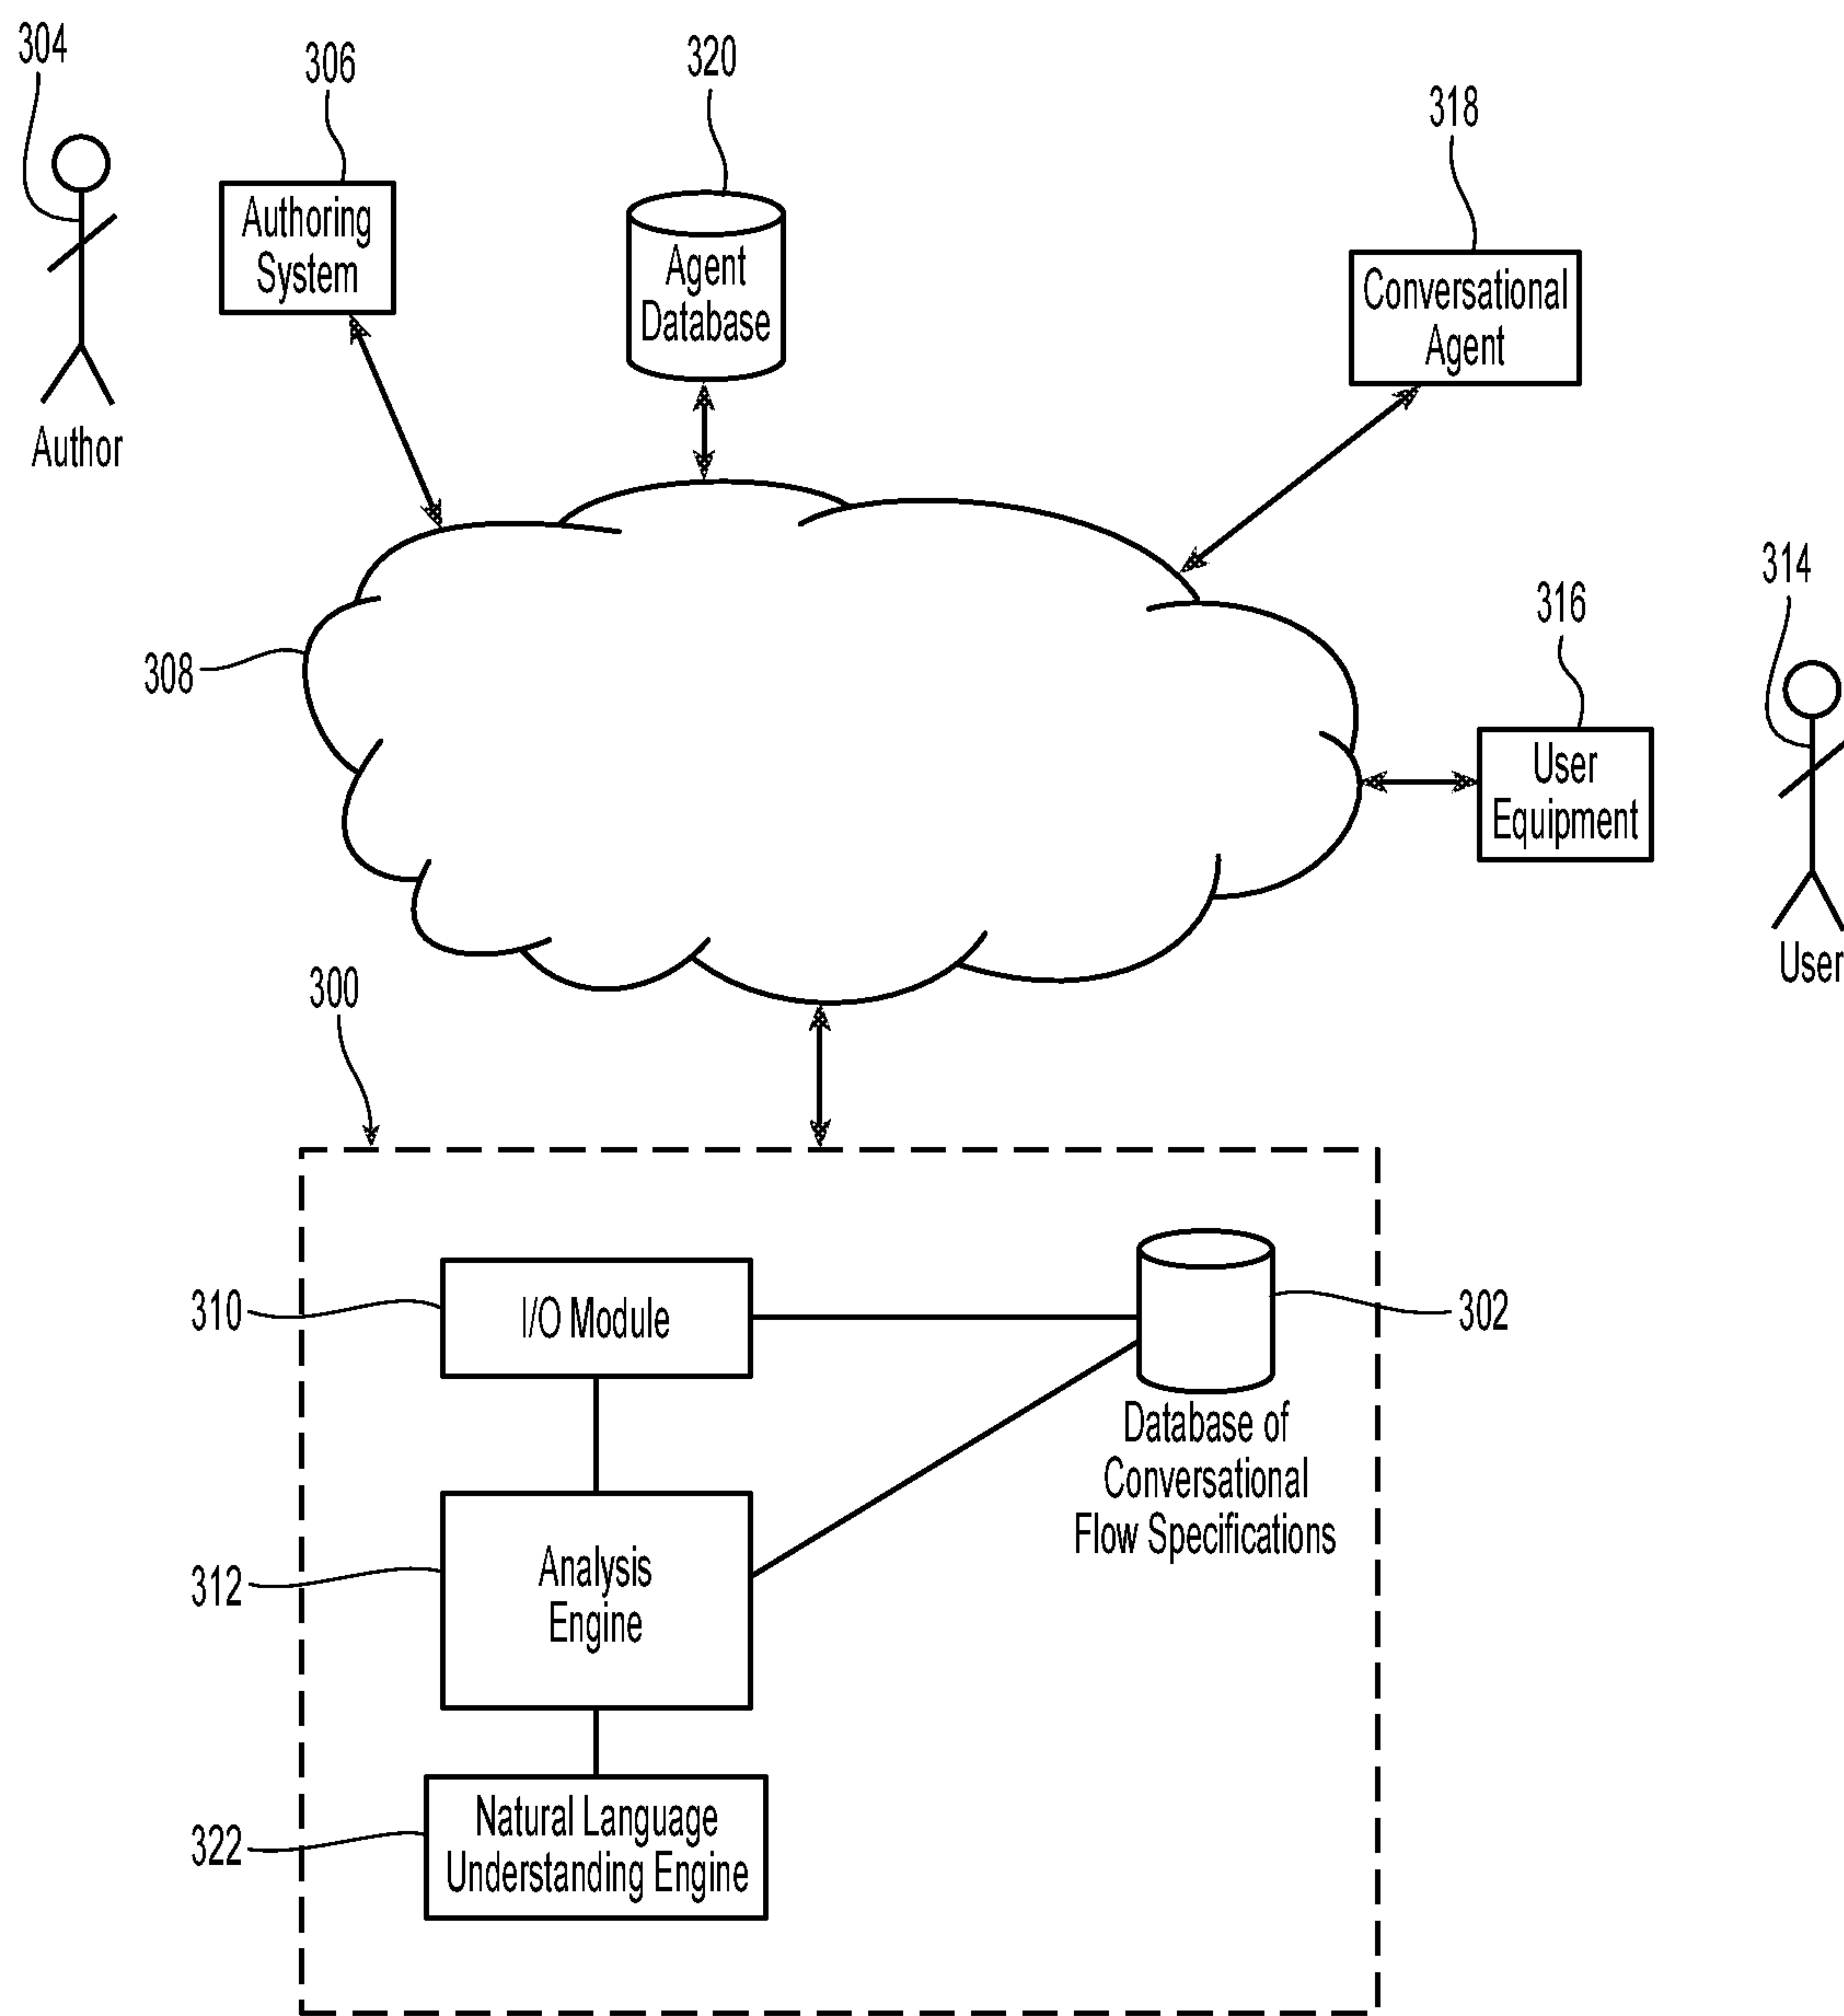 304
306
320
318
Authoring
System
Agent
Database
Conversational
Agent
Author
314
316
308
User
Equipment
User
300
310
I/O Module
302
Database of
Conversational
Flow Specifications
312
Analysis
Engine
322
Natural Language
Understanding Engine